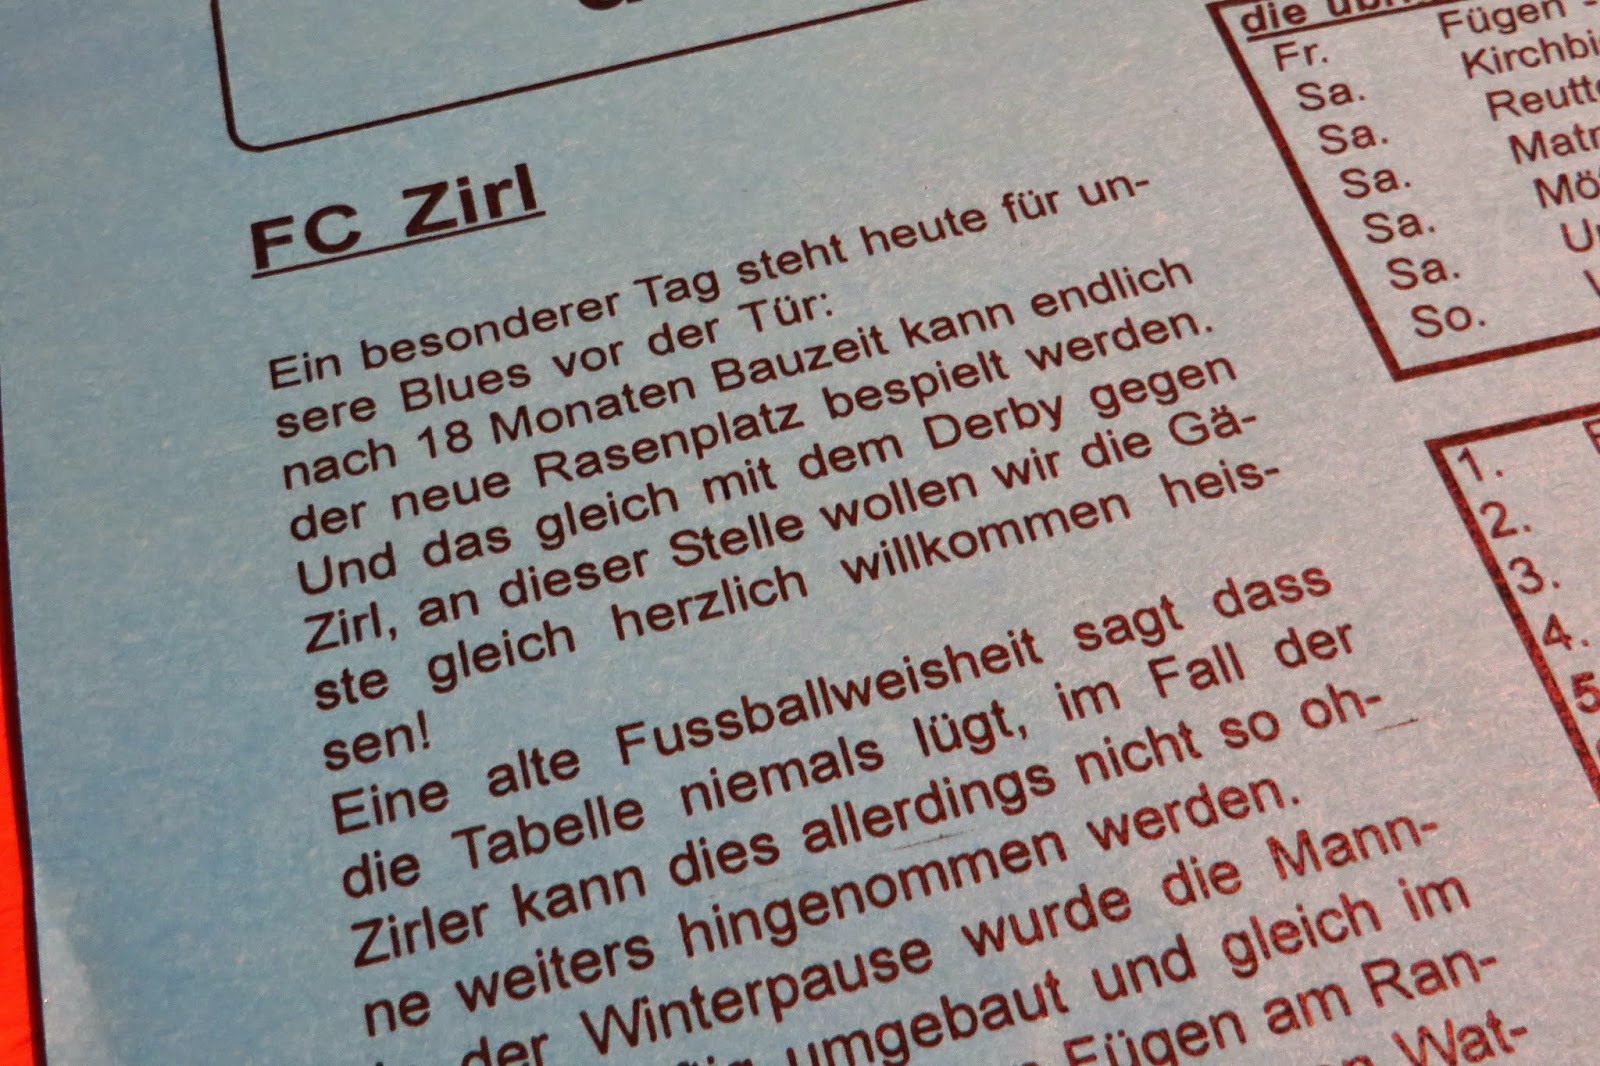 FC Zirl
Ein besonderer Tag steht heute für un-
sere Blues vor der Tür:
nach 18 Monaten Bauzeit kann endlich
der neue Rasenplatz bespielt werden.
Und das gleich mit dem Derby gegen
Zirl, an dieser Stelle wollen wir die Gä-
ste gleich herzlich willkommen heis-
sen!
Eine alte Fussballweisheit sagt dass
die Tabelle niemals lügt, im Fall der
Zirler kann dies allerdings nicht so oh-
ne weiters hingenommen werden.
der Winterpause wurde die Mann-
umgebaut und gleich im
Fügen am Ran-
Wat-
die
Fr. Fügen -
Sa.
Sa.
Sa.
Sa.
Sa.
So.
1.
2.
3.
4.
5